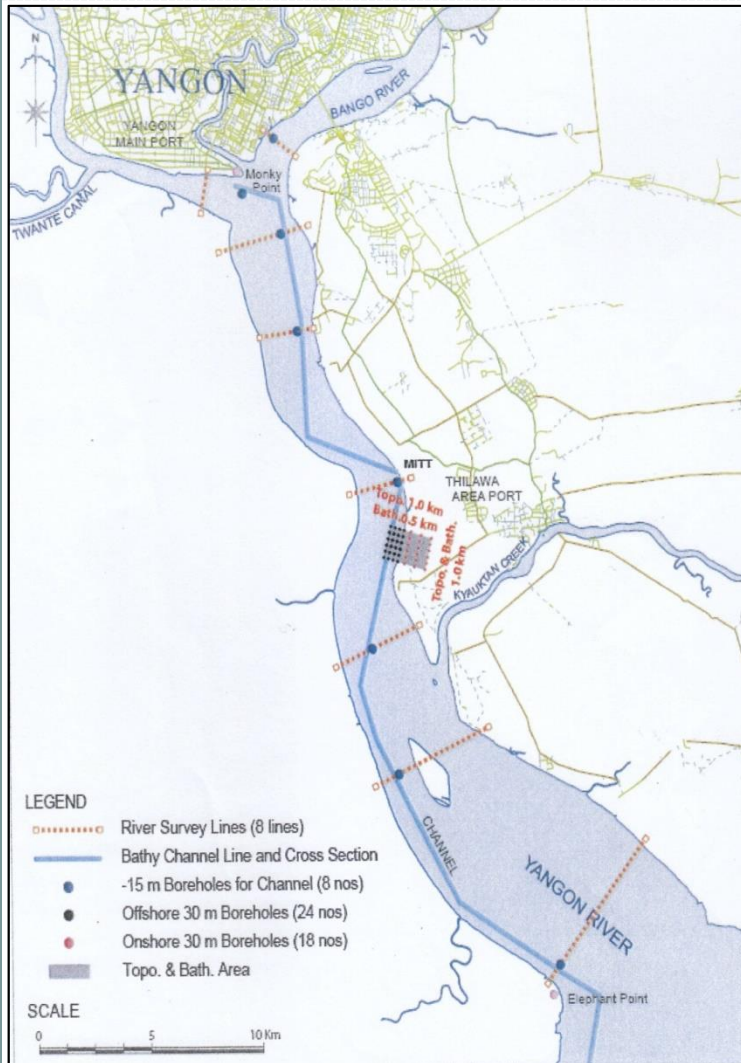 N
YANGON
BANGO RIVER
YANGON
MAIN PORT
Monky
Point
TWANTE CANAL
MITT
THILAWA
AREA PORT
Topo. 1.0 km
Bath.0.5 km
Topo. & Bath.
1.0 km
KYAUKTAN CREEK
CHANNEL
YANGON RIVER
Elephant Point
LEGEND
River Survey Lines (8 lines)
Bathy Channel Line and Cross Section
-15 m Boreholes for Channel (8 nos)
Offshore 30 m Boreholes (24 nos)
Onshore 30 m Boreholes (18 nos)
Topo. & Bath. Area
SCALE
0 5 10 Km